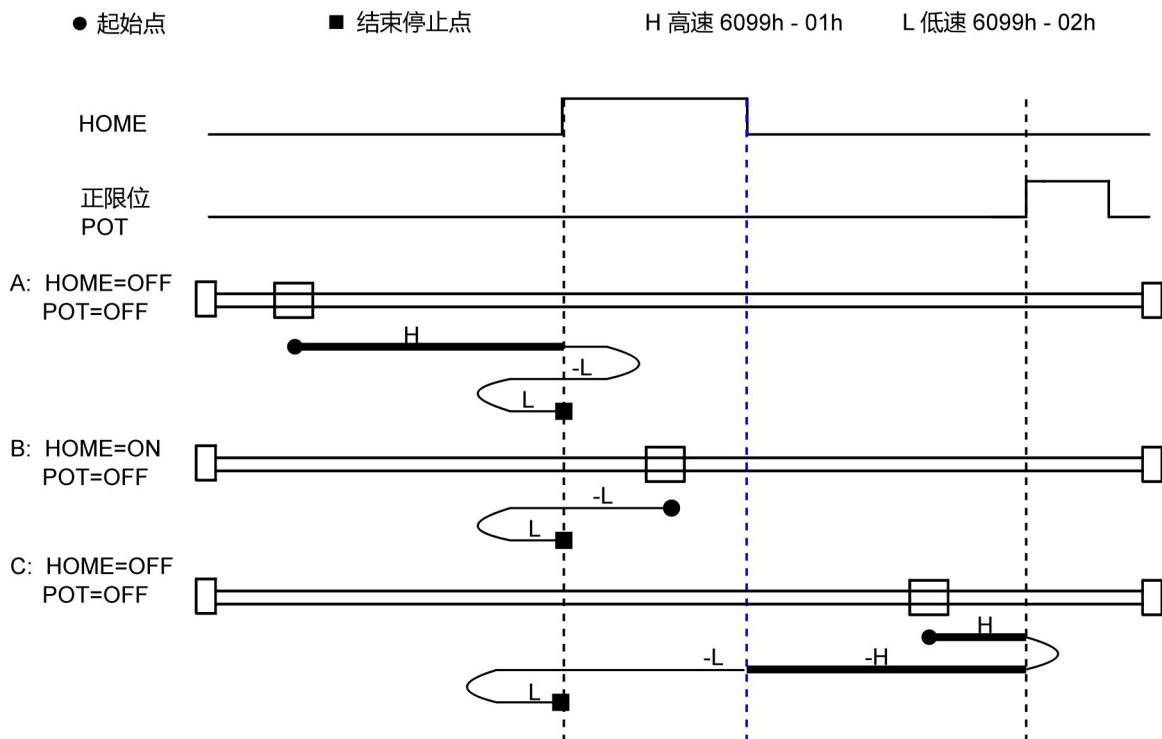 起始点 结束停止点 H 高速 6099h - 01h L 低速 6099h - 02h
HOME
正限位
POT
A: HOME=OFF
POT=OFF
H
-L
L
B: HOME=ON
POT=OFF
-L
L
C: HOME=OFF
POT=OFF
H
-L -H
L